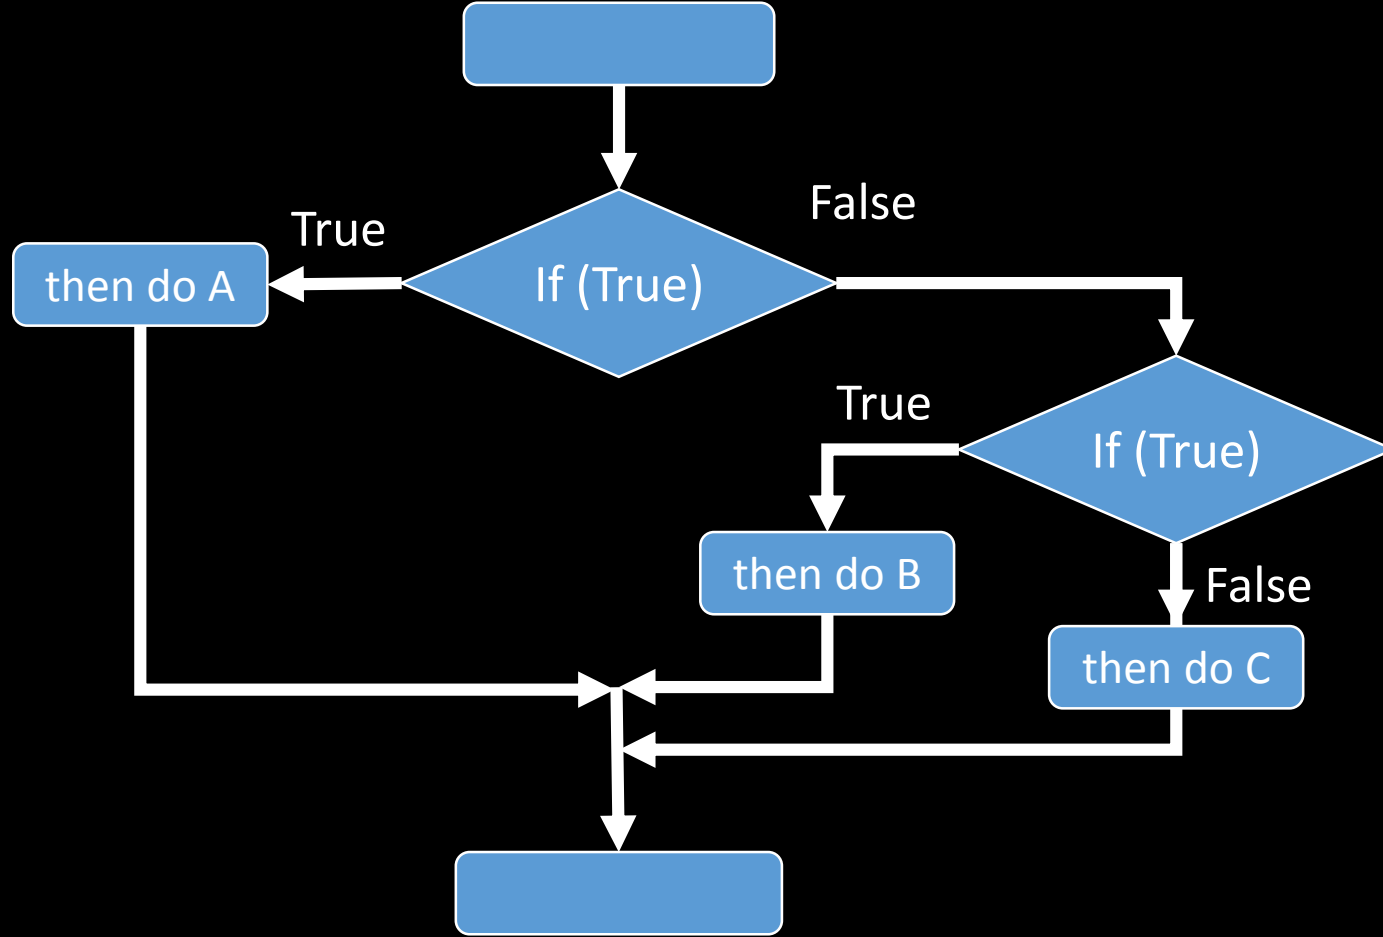 True
False
then do A
If (True)
True
If (True)
then do B
False
then do C